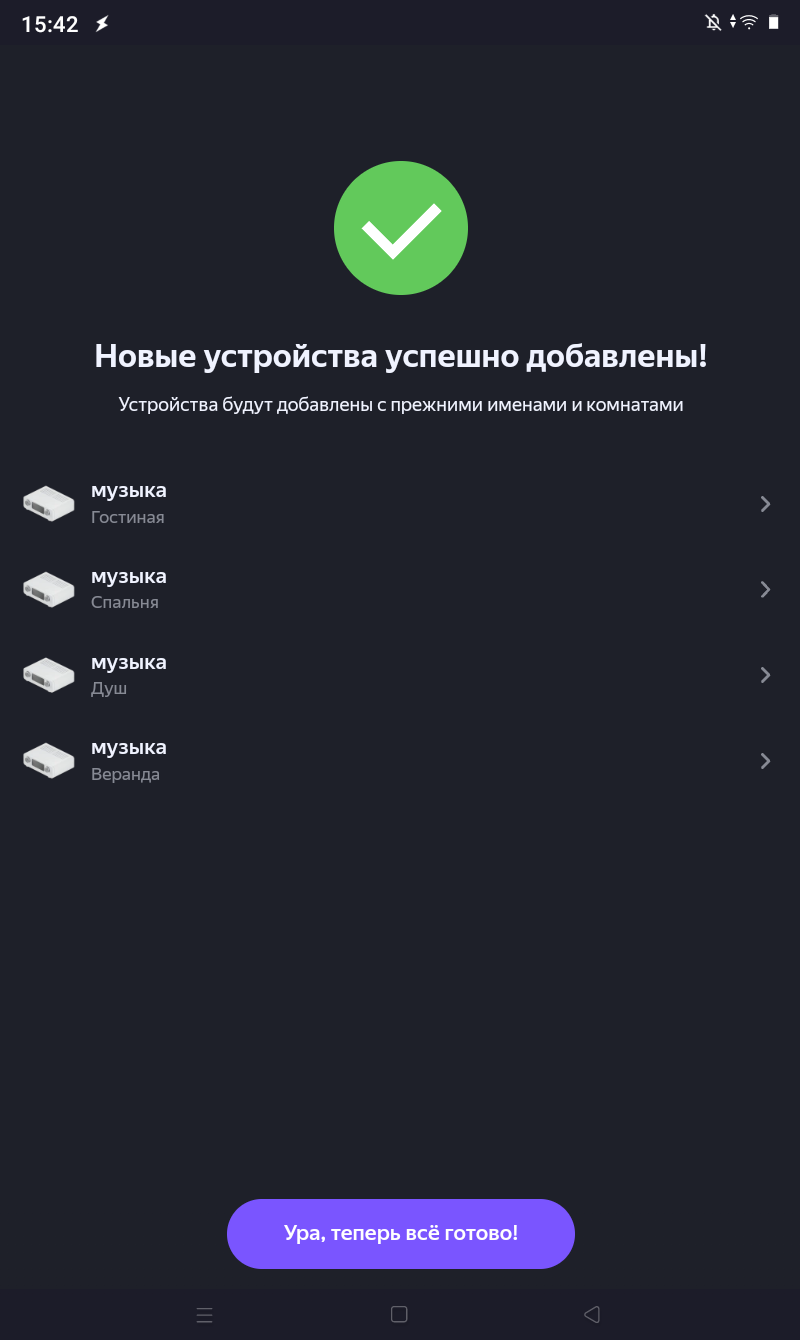 15:42
Новые устройства успешно добавлены!
Устройства будут добавлены с прежними именами и комнатами
музыка
Гостиная
музыка
Спальня
музыка
Душ
музыка
Веранда
Ура, теперь всё готово!